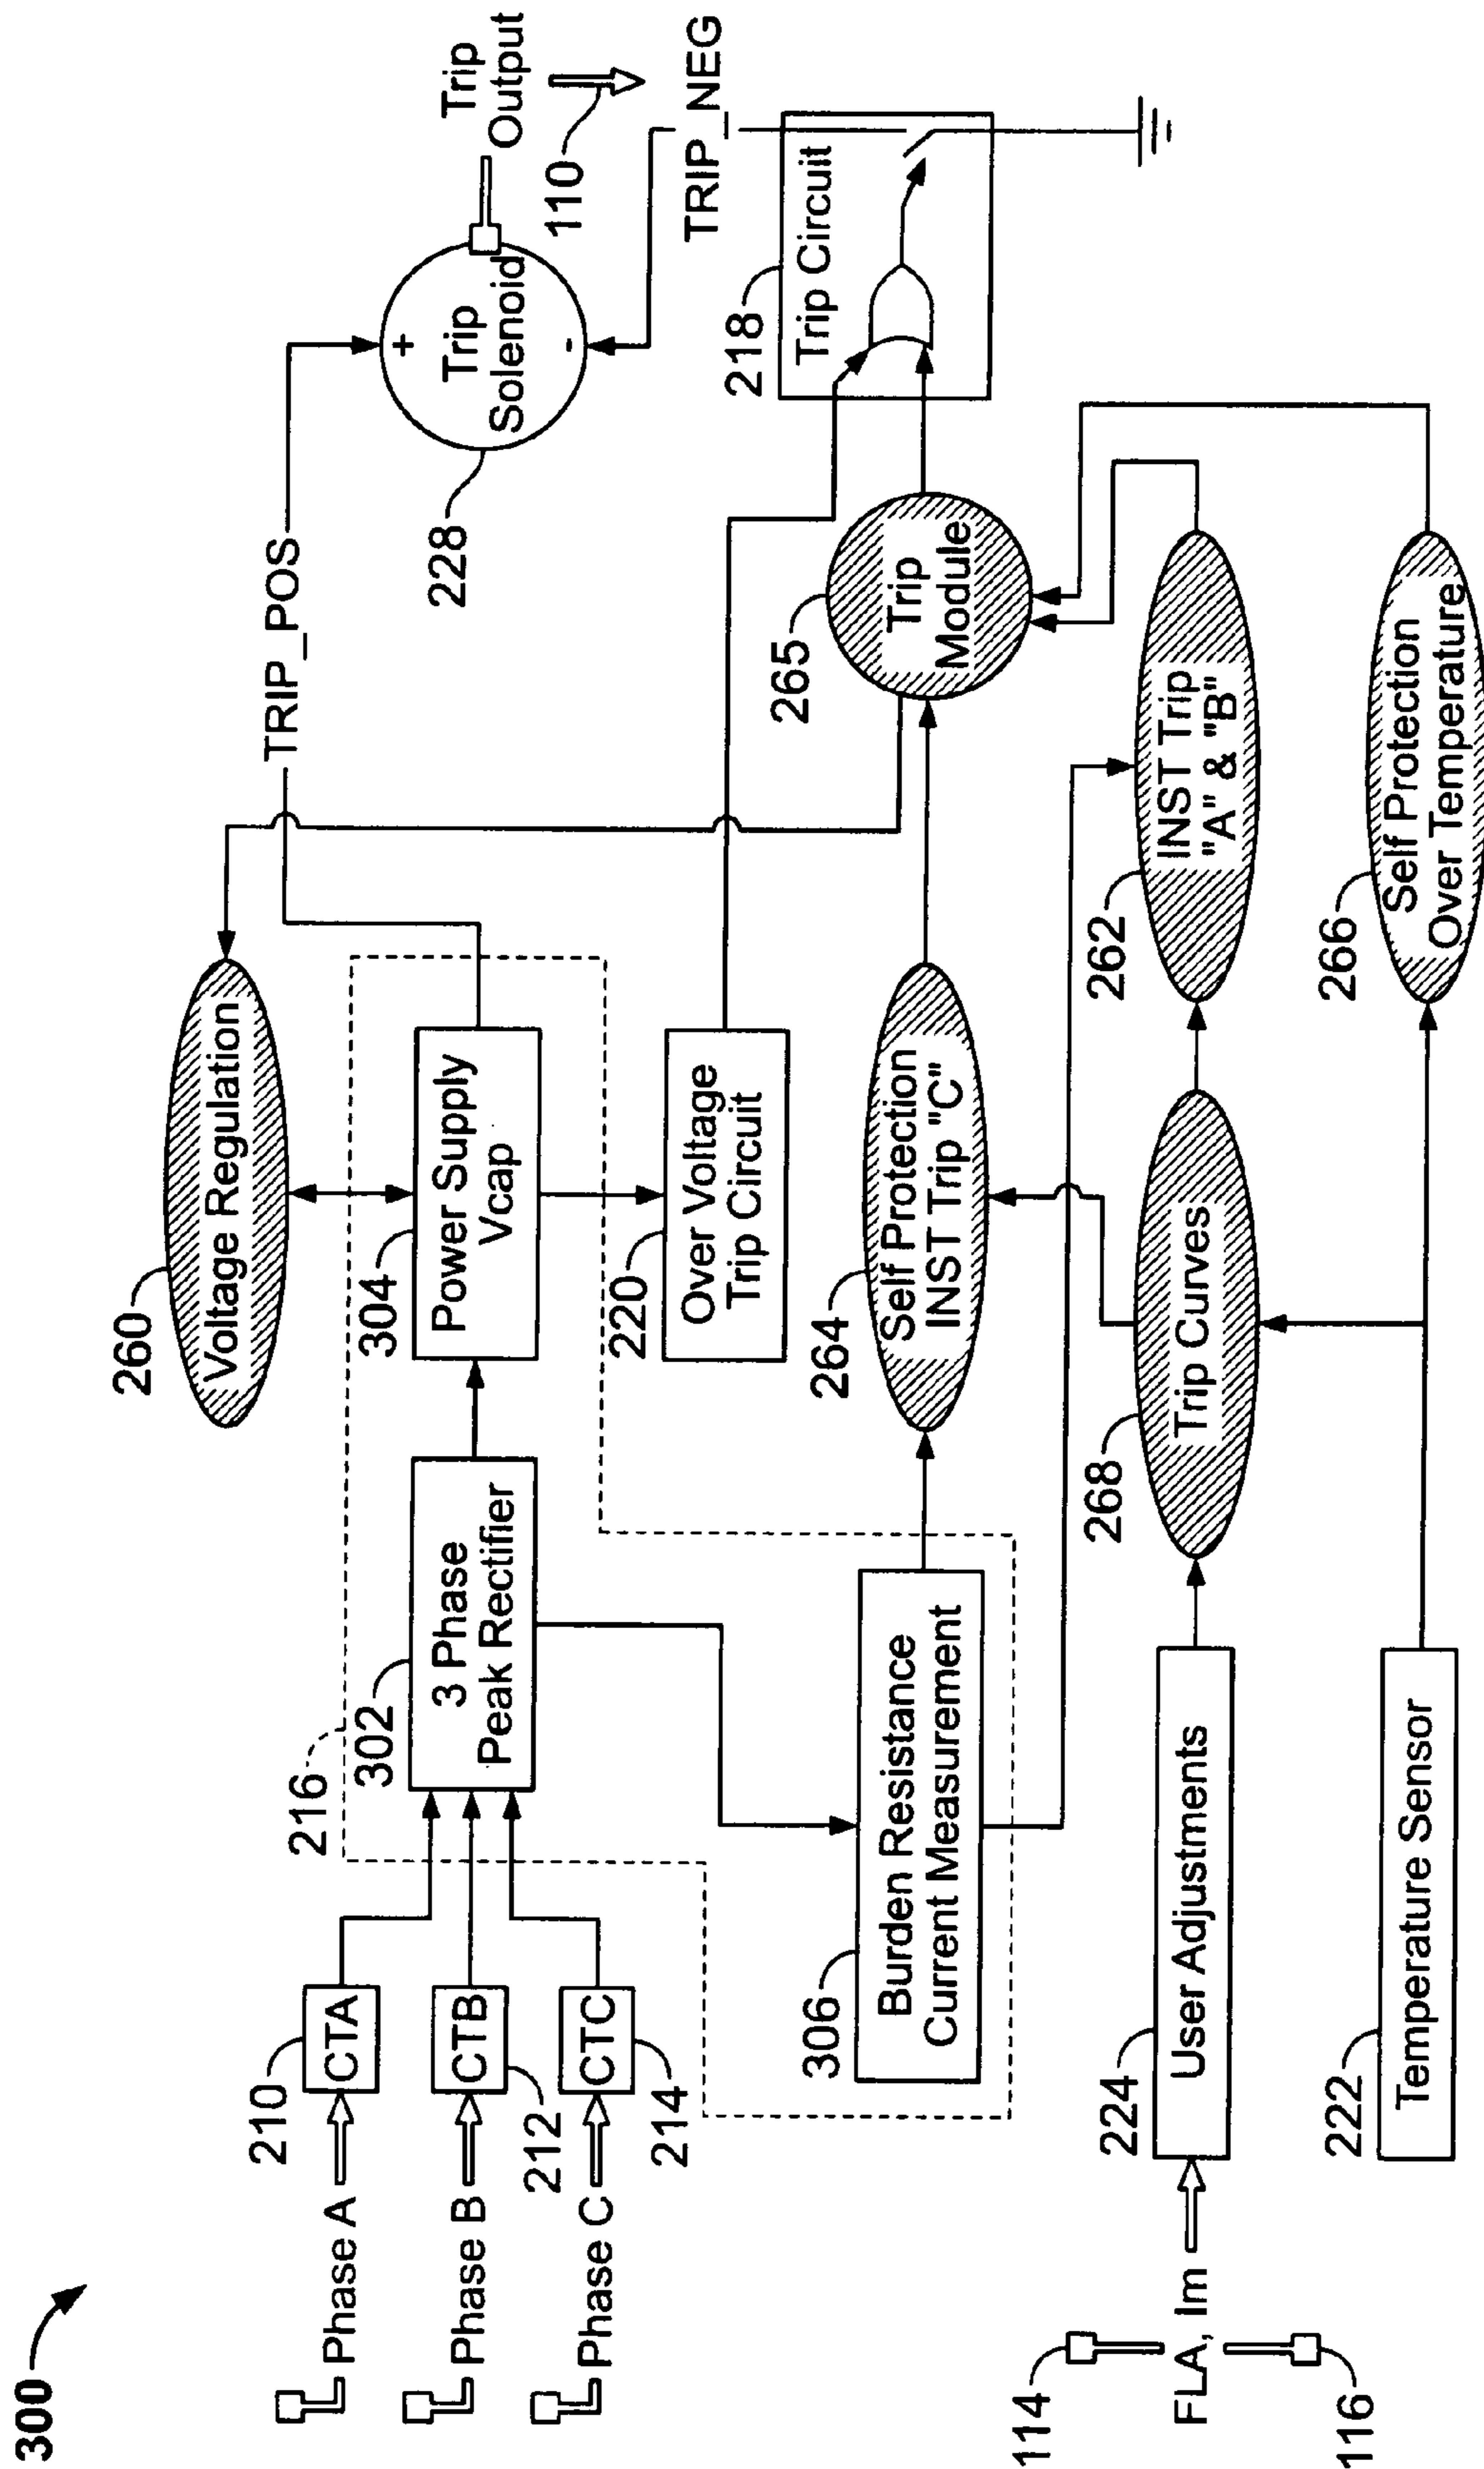 300
Phase A
Phase B
Phase C
210
CTA
212
CTB
214
CTC
216
302
3 Phase
Peak Rectifier
304
Power Supply
Vcap
260
Voltage Regulation
TRIP_POS
228
+
Trip
Solenoid
-
Trip
Output
110
TRIP_NEG
220
Over Voltage
Trip Circuit
218
Trip Circuit
306
Burden Resistance
Current Measurement
264
Self Protection
INST Trip "C"
265
Trip
Module
114
FLA, Im
116
224
User Adjustments
268
Trip Curves
262
INST Trip
"A" & "B"
222
Temperature Sensor
266
Self Protection
Over Temperature